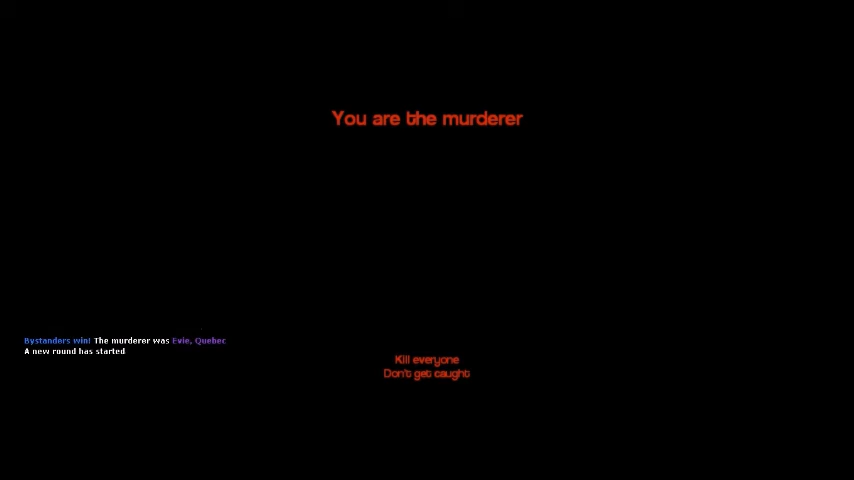 You are the murderer
Bystanders win! The murderer was Evie, Quebec
A new round has started
Kill everyone
Don't get caught